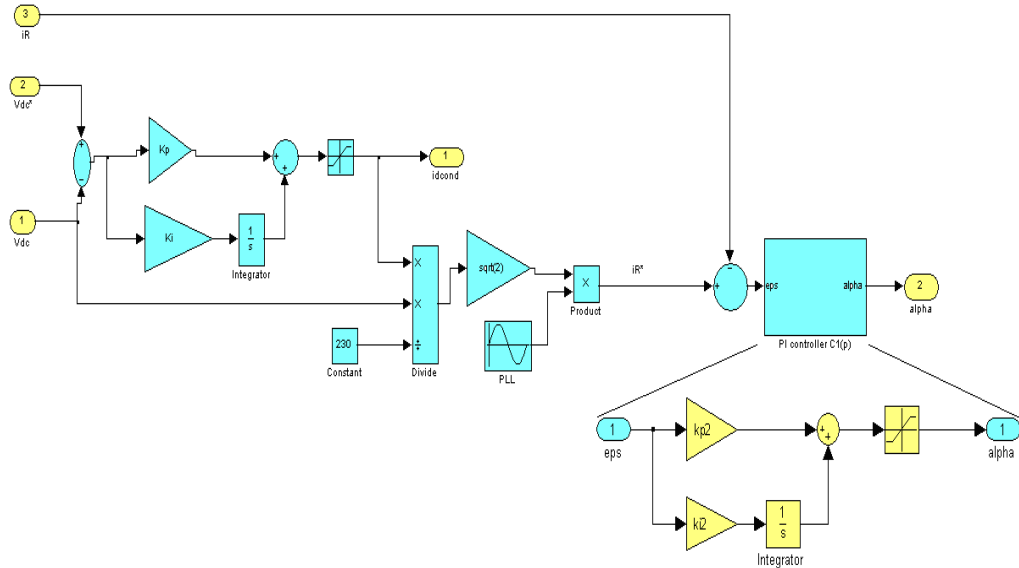 3
iR
2
Vdc*
+
−
Kp
+
+
1
idcond
1
Vdc
Ki
1
s
Integrator
×
×
÷
Divide
sqrt(2)
×
Product
iR*
−
+
eps
alpha
2
alpha
PI controller C1(p)
230
Constant
PLL
1
eps
kp2
+
+
1
alpha
ki2
1
s
Integrator